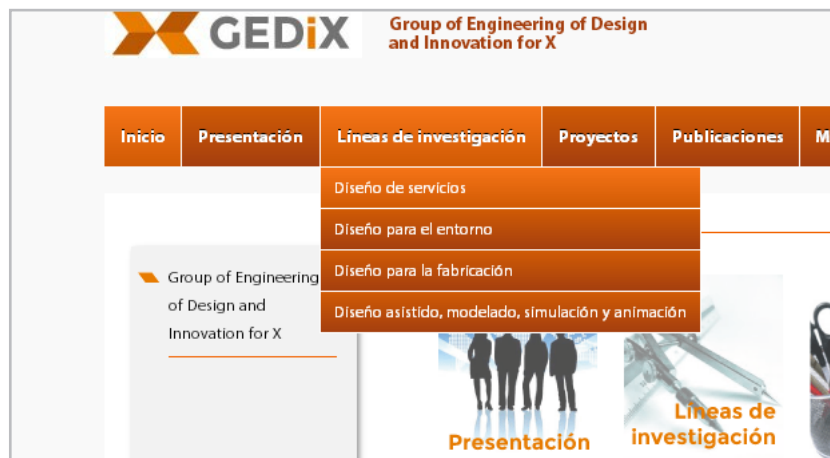 GEDiX
Group of Engineering of Design
and Innovation for X
Inicio
Presentación
Líneas de investigación
Proyectos
Publicaciones
M
Diseño de servicios
Diseño para el entorno
Diseño para la fabricación
Diseño asistido, modelado, simulación y animación
Group of Engineering
of Design and
Innovation for X
Presentación
Líneas de
investigación